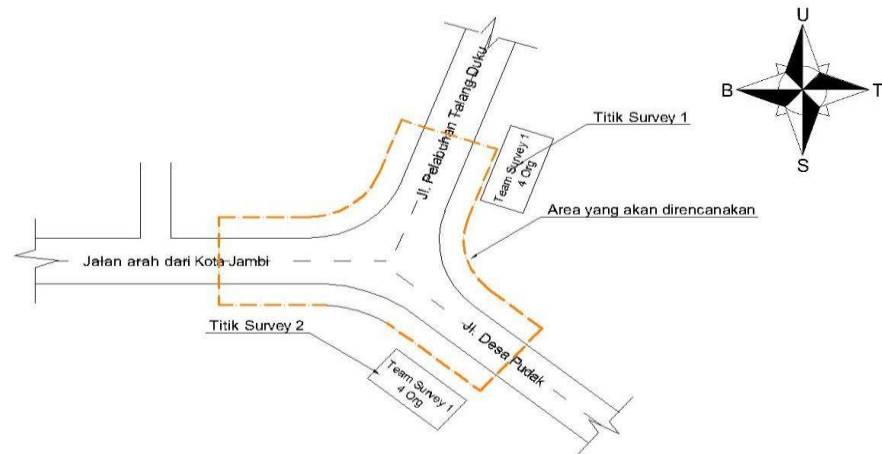 U
B
T
S
Jl. Pelabuhan Talang Duku
Titik Survey 1
Team Survey 1
4 Org
Area yang akan direncanakan
Jalan arah dari Kota Jambi
Titik Survey 2
Jl. Desa Pudak
Team Survey 1
4 Org